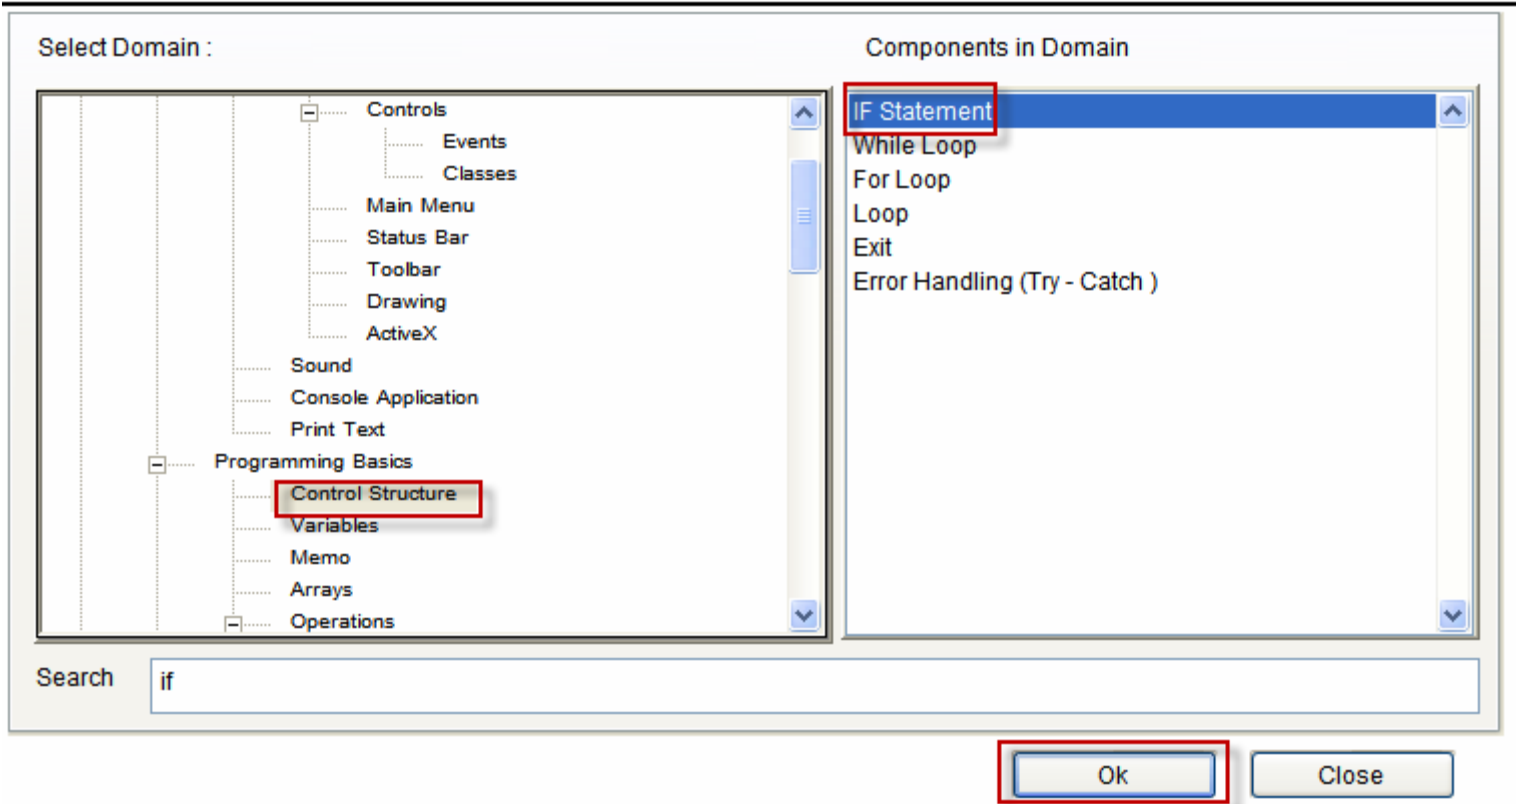 Select Domain :
Components in Domain
Controls
Events
Classes
Main Menu
Status Bar
Toolbar
Drawing
ActiveX
Sound
Console Application
Print Text
Programming Basics
Control Structure
Variables
Memo
Arrays
Operations
IF Statement
While Loop
For Loop
Loop
Exit
Error Handling (Try - Catch )
Search
if
Ok
Close